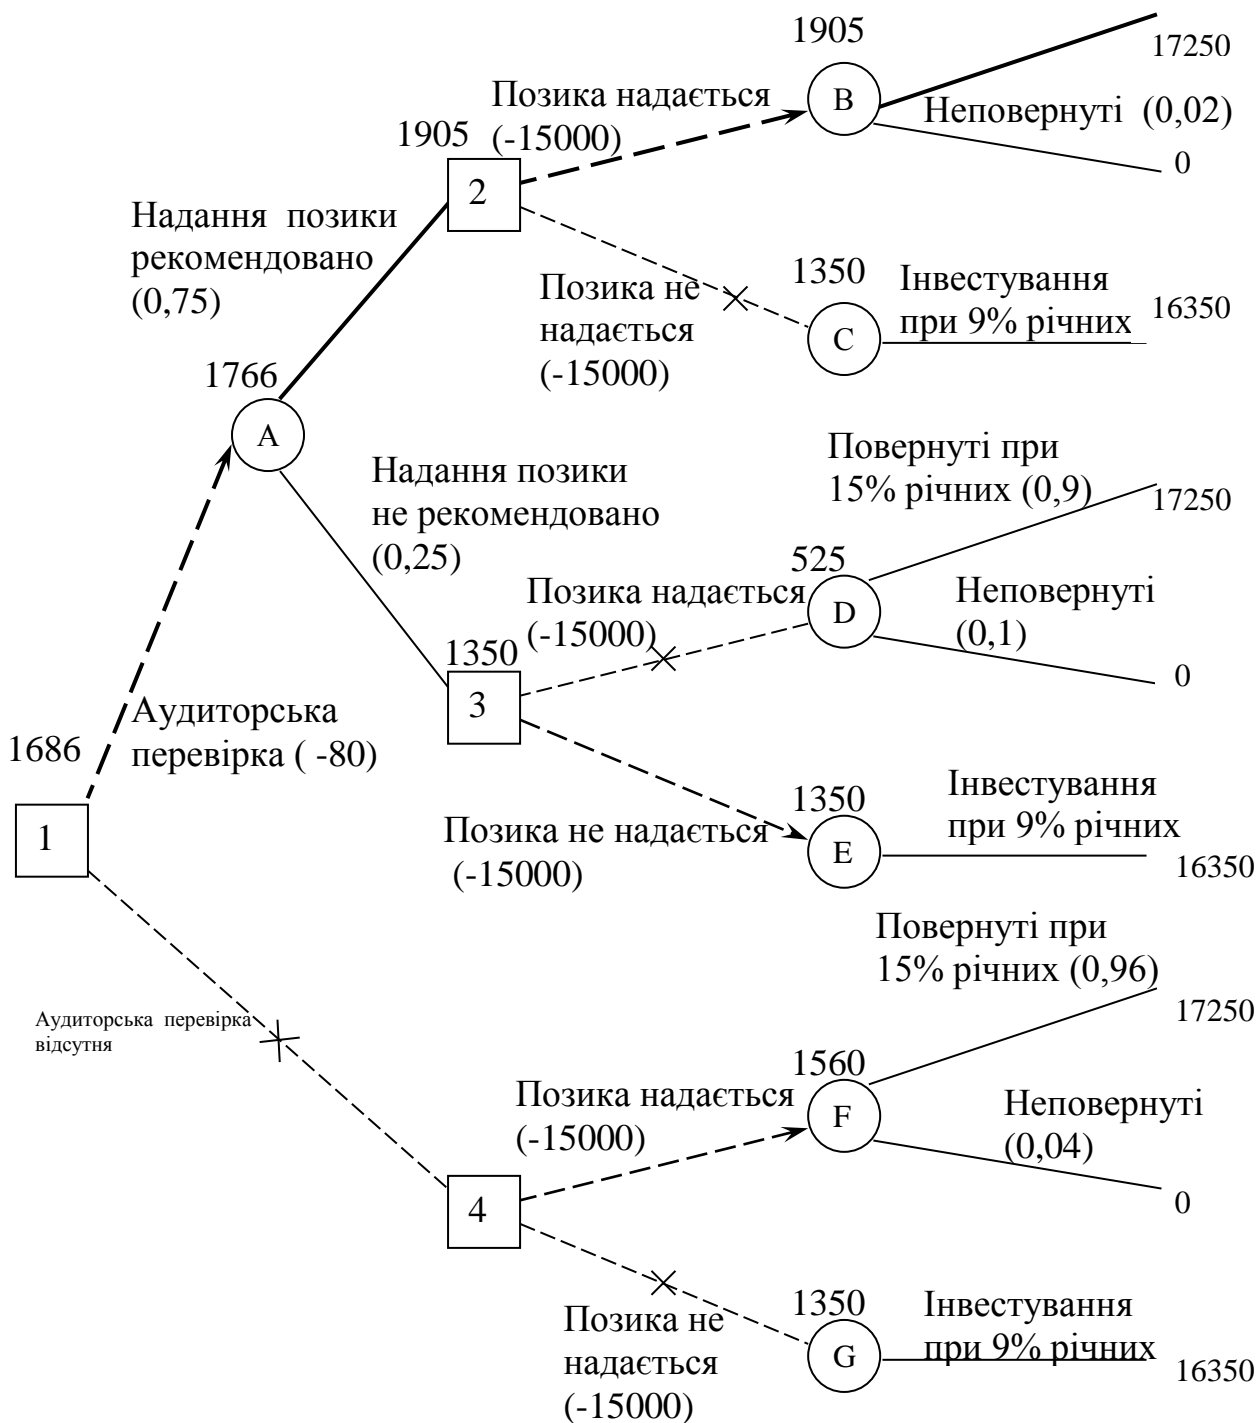 1905
17250
Позика надається
(-15000)
B
Неповернуті (0,02)
0
1905
2
Надання позики
рекомендовано
(0,75)
Позика не
надається
(-15000)
1350
C
Інвестування
при 9% річних
16350
1766
A
Надання позики
не рекомендовано
(0,25)
Повернуті при
15% річних (0,9)
17250
525
D
Позика надається
(-15000)
Неповернуті
(0,1)
0
1350
3
Аудиторська
перевірка ( -80)
1686
1
Позика не надається
(-15000)
1350
E
Інвестування
при 9% річних
16350
Повернуті при
15% річних (0,96)
17250
Аудиторська перевірка
відсутня
1560
F
Позика надається
(-15000)
Неповернуті
(0,04)
0
4
Позика не
надається
(-15000)
1350
G
Інвестування
при 9% річних
16350